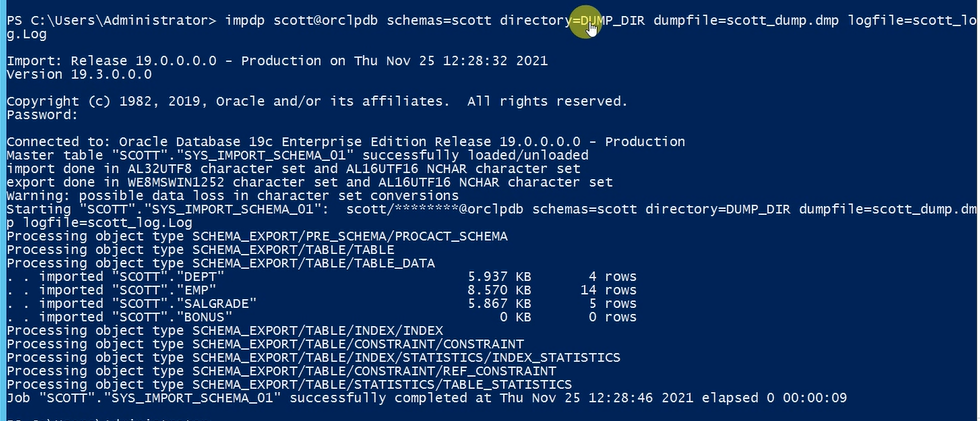 PS C:\Users\Administrator> impdp scott@orclpdb schemas=scott directory=DUMP_DIR dumpfile=scott_dump.dmp logfile=scott_lo
g.Log
Import: Release 19.0.0.0.0 - Production on Thu Nov 25 12:28:32 2021
Version 19.3.0.0.0
Copyright (c) 1982, 2019, Oracle and/or its affiliates.  All rights reserved.
Password:
Connected to: Oracle Database 19c Enterprise Edition Release 19.0.0.0.0 - Production
Master table "SCOTT"."SYS_IMPORT_SCHEMA_01" successfully loaded/unloaded
import done in AL32UTF8 character set and AL16UTF16 NCHAR character set
export done in WE8MSWIN1252 character set and AL16UTF16 NCHAR character set
Warning: possible data loss in character set conversions
Starting "SCOTT"."SYS_IMPORT_SCHEMA_01":  scott/********@orclpdb schemas=scott directory=DUMP_DIR dumpfile=scott_dump.dm
p logfile=scott_log.Log
Processing object type SCHEMA_EXPORT/PRE_SCHEMA/PROCACT_SCHEMA
Processing object type SCHEMA_EXPORT/TABLE/TABLE
Processing object type SCHEMA_EXPORT/TABLE/TABLE_DATA
. . imported "SCOTT"."DEPT" 5.937 KB 4 rows
. . imported "SCOTT"."EMP" 8.570 KB 14 rows
. . imported "SCOTT"."SALGRADE" 5.867 KB 5 rows
. . imported "SCOTT"."BONUS" 0 KB 0 rows
Processing object type SCHEMA_EXPORT/TABLE/INDEX/INDEX
Processing object type SCHEMA_EXPORT/TABLE/CONSTRAINT/CONSTRAINT
Processing object type SCHEMA_EXPORT/TABLE/INDEX/STATISTICS/INDEX_STATISTICS
Processing object type SCHEMA_EXPORT/TABLE/CONSTRAINT/REF_CONSTRAINT
Processing object type SCHEMA_EXPORT/TABLE/STATISTICS/TABLE_STATISTICS
Job "SCOTT"."SYS_IMPORT_SCHEMA_01" successfully completed at Thu Nov 25 12:28:46 2021 elapsed 0 00:00:09